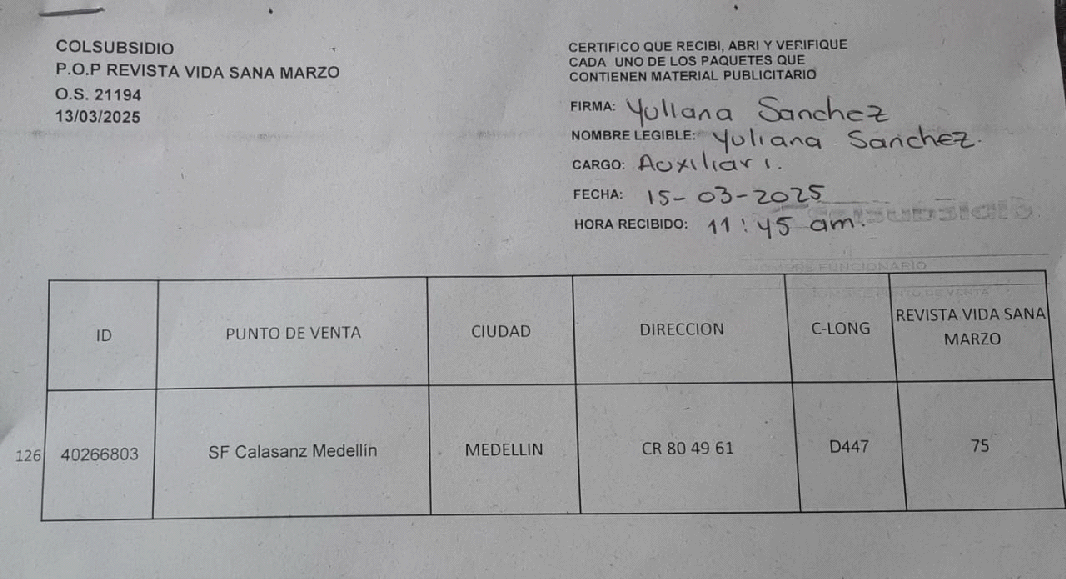 COLSUBSIDIO
P.O.P REVISTA VIDA SANA MARZO
O.S. 21194
13/03/2025
CERTIFICO QUE RECIBI, ABRI Y VERIFIQUE
CADA UNO DE LOS PAQUETES QUE
CONTIENEN MATERIAL PUBLICITARIO
FIRMA: Yuliana Sanchez
NOMBRE LEGIBLE: Yuliana Sanchez.
CARGO: Auxiliar 1.
FECHA: 15-03-2025
HORA RECIBIDO: 11:45 am.
Colsubsidio
NOMBRE FUNCIONARIO
ID PUNTO DE VENTA CIUDAD DIRECCION C-LONG REVISTA VIDA SANA MARZO
126 40266803 SF Calasanz Medellin MEDELLIN CR 80 49 61 D447 75